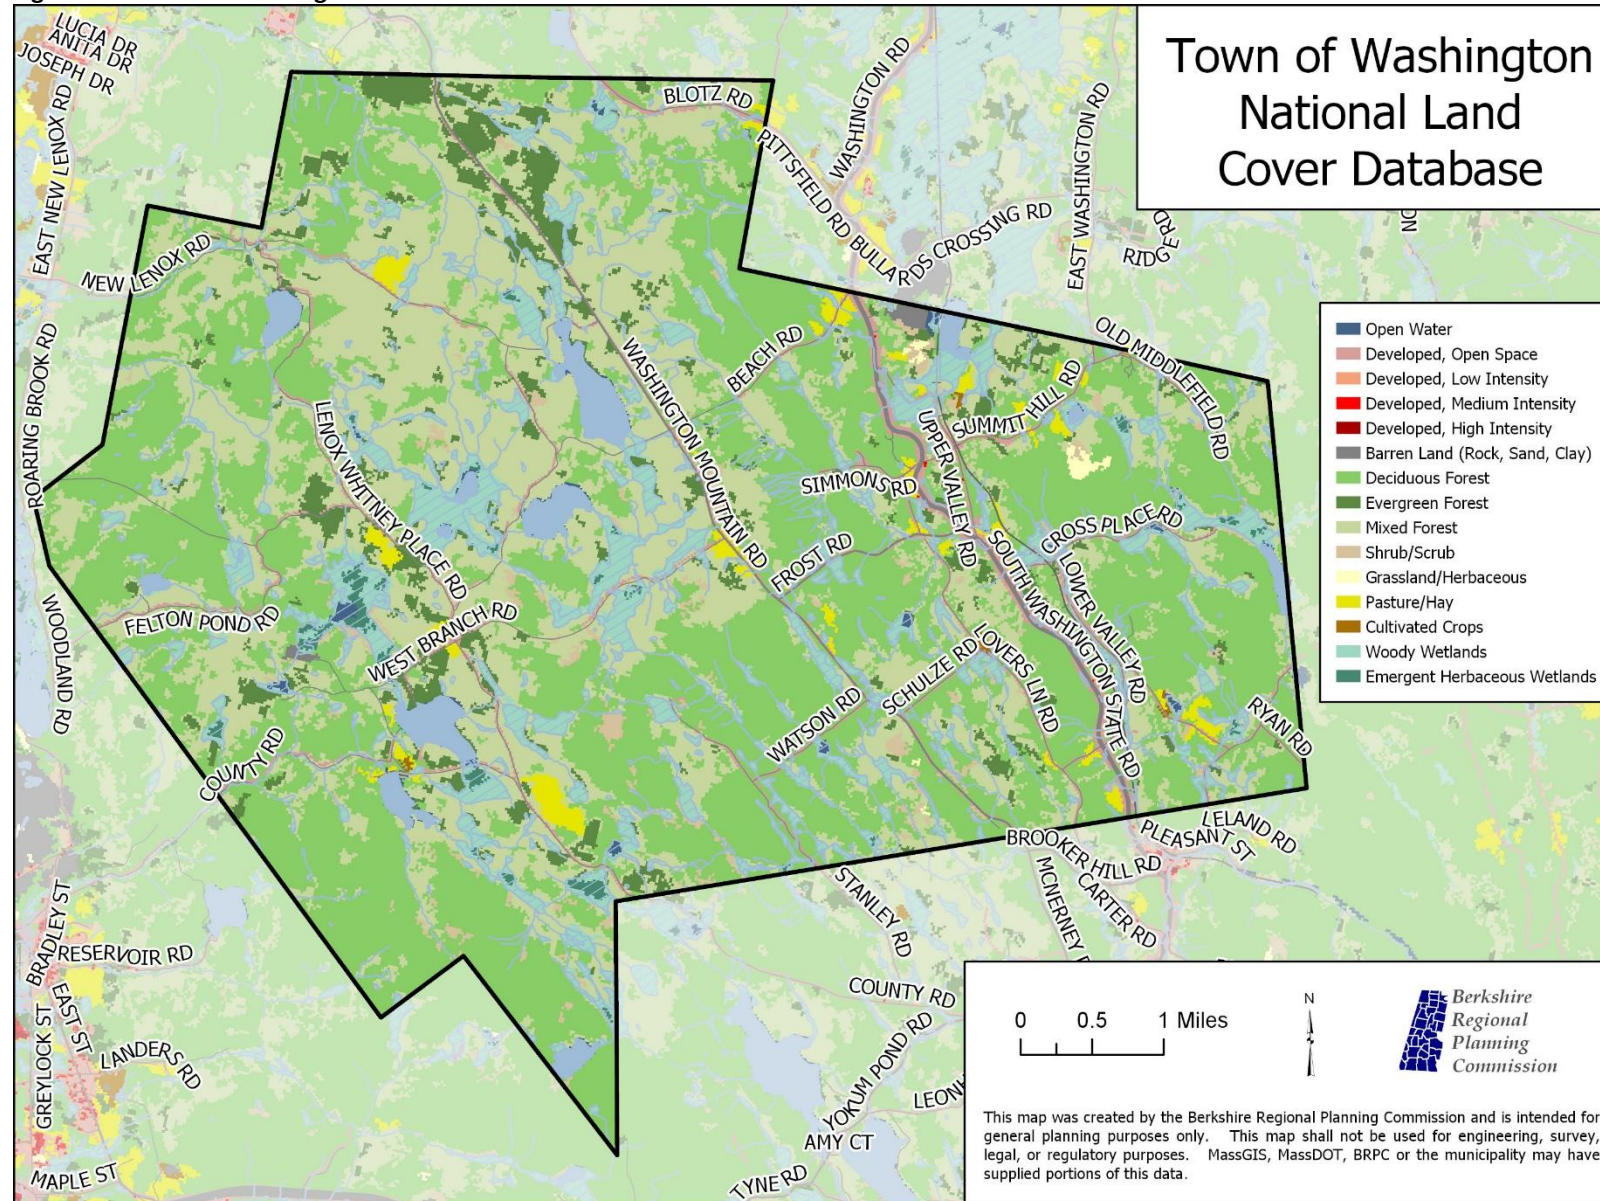 LUCIA DR
ANITA DR
JOSEPH DR
EAST NEW LENOX RD
NEW LENOX RD
ROARING BROOK RD
WOODLAND RD
BLOTZ RD
PITTSFIELD RD
WASHINGTON RD
BULLARDS CROSSING RD
EAST WASHINGTON RD
Town of Washington
National Land
Cover Database
BEACH RD
WASHINGTON MOUNTAIN RD
LENOX WHITNEY PLACE RD
OLD MIDDLEFIELD RD
SUMMIT HILL RD
UPPER VALLEY RD
SIMMONS RD
FROST RD
CROSS PLACE RD
LOWER VALLEY RD
SOUTH WASHINGTON STATE RD
FELTON POND RD
WEST BRANCH RD
LOVERS LN RD
SCHULZE RD
WATSON RD
RYAN RD
COUNTY RD
Open Water
Developed, Open Space
Developed, Low Intensity
Developed, Medium Intensity
Developed, High Intensity
Barren Land (Rock, Sand, Clay)
Deciduous Forest
Evergreen Forest
Mixed Forest
Shrub/Scrub
Grassland/Herbaceous
Pasture/Hay
Cultivated Crops
Woody Wetlands
Emergent Herbaceous Wetlands
LELAND RD
PLEASANT ST
BROOKER HILL RD
CARTER RD
MCNERNEY
STANLEY RD
BRADLEY ST
RESERVOIR RD
EAST ST
GREYLOCK ST
LANDERS RD
MAPLE ST
COUNTY RD
YOKUM POND RD
AMY CT
TYNE RD
0 0.5 1 Miles
N
Berkshire
Regional
Planning
Commission
This map was created by the Berkshire Regional Planning Commission and is intended for
general planning purposes only. This map shall not be used for engineering, survey,
legal, or regulatory purposes. MassGIS, MassDOT, BRPC or the municipality may have
supplied portions of this data.